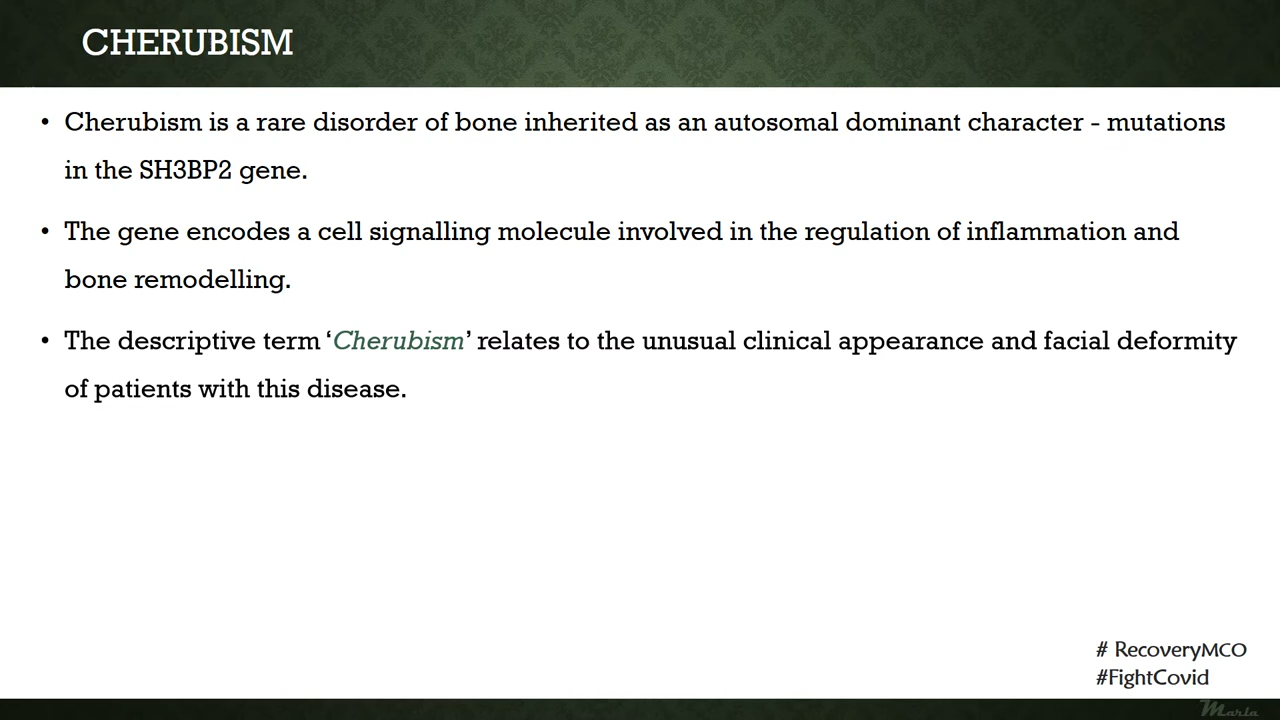 CHERUBISM
• Cherubism is a rare disorder of bone inherited as an autosomal dominant character - mutations
in the SH3BP2 gene.
• The gene encodes a cell signalling molecule involved in the regulation of inflammation and
bone remodelling.
• The descriptive term ‘Cherubism’ relates to the unusual clinical appearance and facial deformity
of patients with this disease.
# RecoveryMCO
#FightCovid
Marla